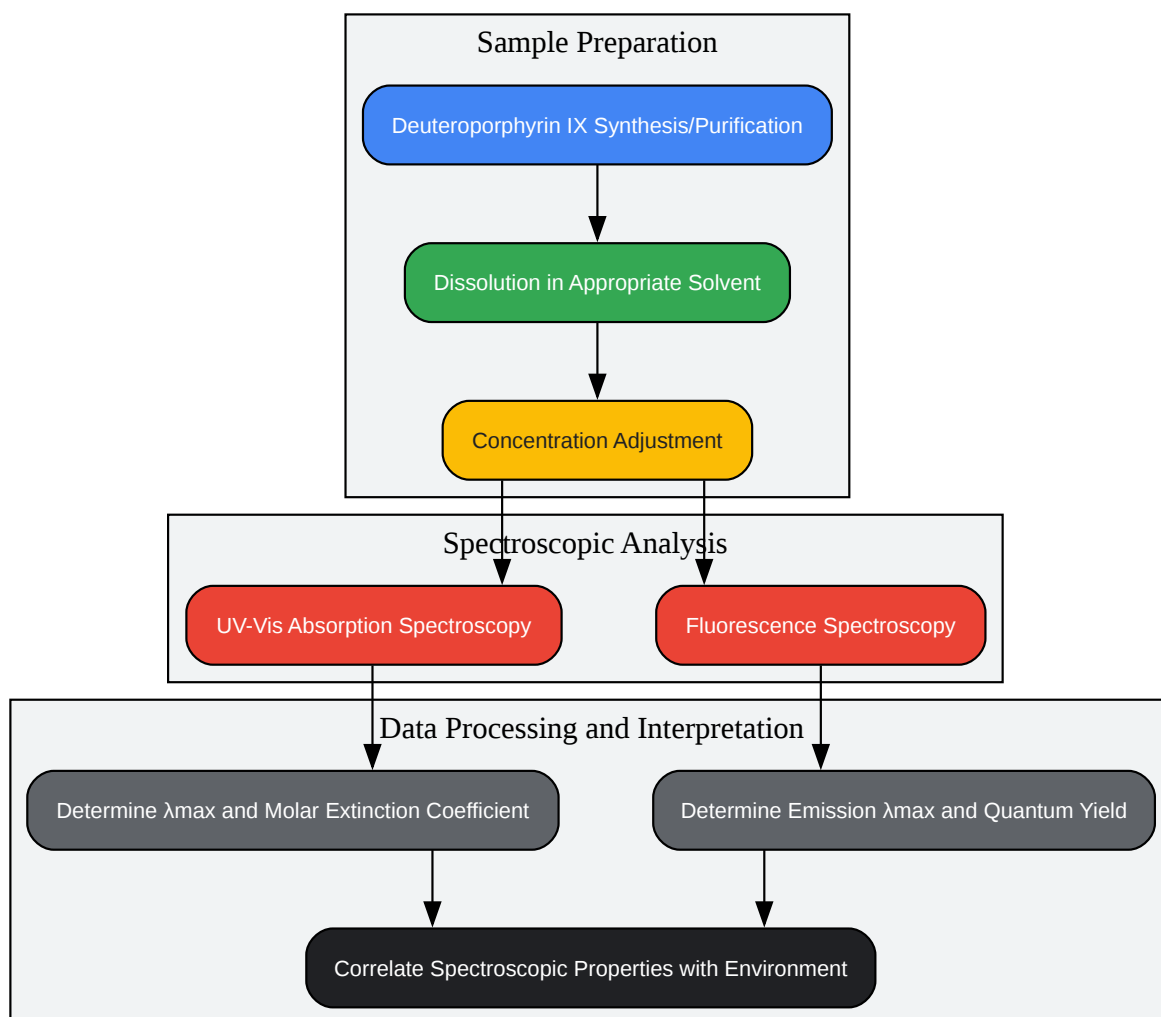 Sample Preparation
Deuteroporphyrin IX Synthesis/Purification
Dissolution in Appropriate Solvent
Concentration Adjustment
Spectroscopic Analysis
UV-Vis Absorption Spectroscopy
Fluorescence Spectroscopy
Data Processing and Interpretation
Determine λmax and Molar Extinction Coefficient
Determine Emission λmax and Quantum Yield
Correlate Spectroscopic Properties with Environment